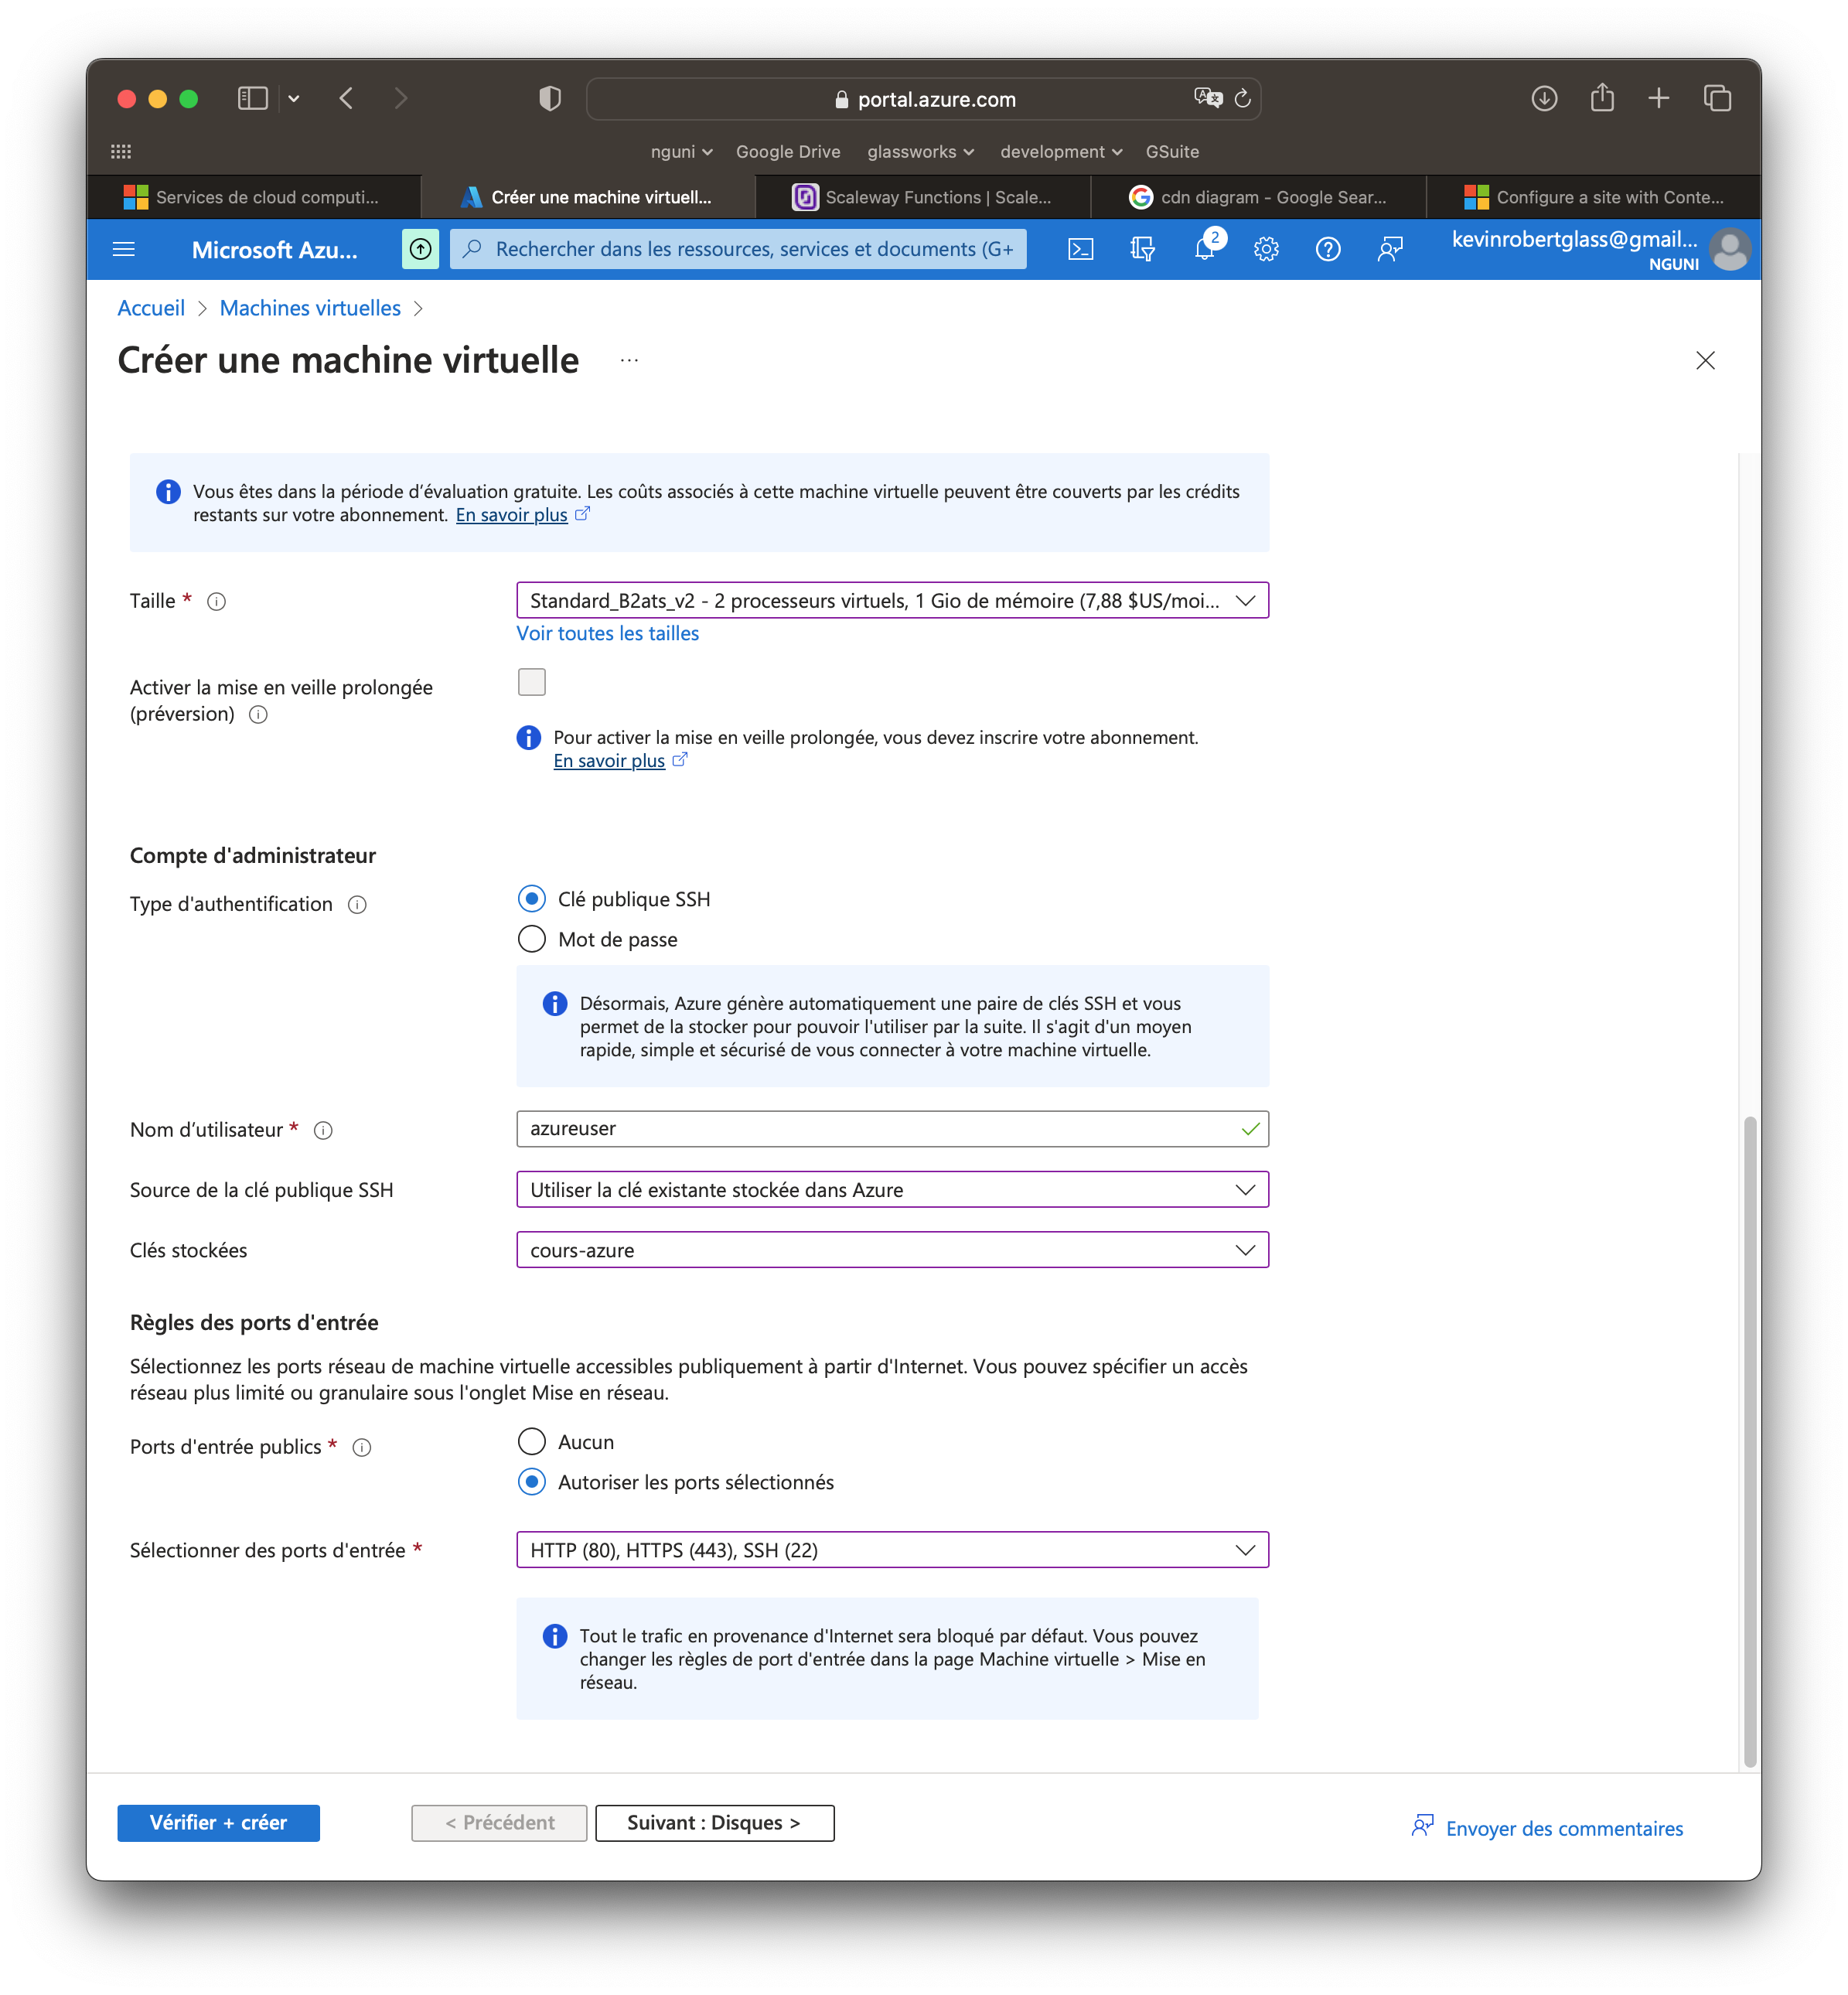 portal.azure.com
nguni
Google Drive
glassworks
development
GSuite
Services de cloud computi...
Créer une machine virtuell...
Scaleway Functions | Scale...
cdn diagram - Google Sear...
Configure a site with Conte...
Microsoft Azu...
Rechercher dans les ressources, services et documents (G+
2
kevinrobertglass@gmail...
NGUNI
Accueil > Machines virtuelles >
Créer une machine virtuelle ...
Vous êtes dans la période d’évaluation gratuite. Les coûts associés à cette machine virtuelle peuvent être couverts par les crédits
restants sur votre abonnement. En savoir plus
Taille *
Standard_B2ats_v2 - 2 processeurs virtuels, 1 Gio de mémoire (7,88 $US/moi...
Voir toutes les tailles
Activer la mise en veille prolongée
(préversion)
Pour activer la mise en veille prolongée, vous devez inscrire votre abonnement.
En savoir plus
Compte d'administrateur
Type d'authentification
Clé publique SSH
Mot de passe
Désormais, Azure génère automatiquement une paire de clés SSH et vous
permet de la stocker pour pouvoir l'utiliser par la suite. Il s'agit d'un moyen
rapide, simple et sécurisé de vous connecter à votre machine virtuelle.
Nom d’utilisateur *
azureuser
Source de la clé publique SSH
Utiliser la clé existante stockée dans Azure
Clés stockées
cours-azure
Règles des ports d'entrée
Sélectionnez les ports réseau de machine virtuelle accessibles publiquement à partir d'Internet. Vous pouvez spécifier un accès
réseau plus limité ou granulaire sous l'onglet Mise en réseau.
Ports d'entrée publics *
Aucun
Autoriser les ports sélectionnés
Sélectionner des ports d'entrée *
HTTP (80), HTTPS (443), SSH (22)
Tout le trafic en provenance d'Internet sera bloqué par défaut. Vous pouvez
changer les règles de port d'entrée dans la page Machine virtuelle > Mise en
réseau.
Vérifier + créer
< Précédent
Suivant : Disques >
Envoyer des commentaires